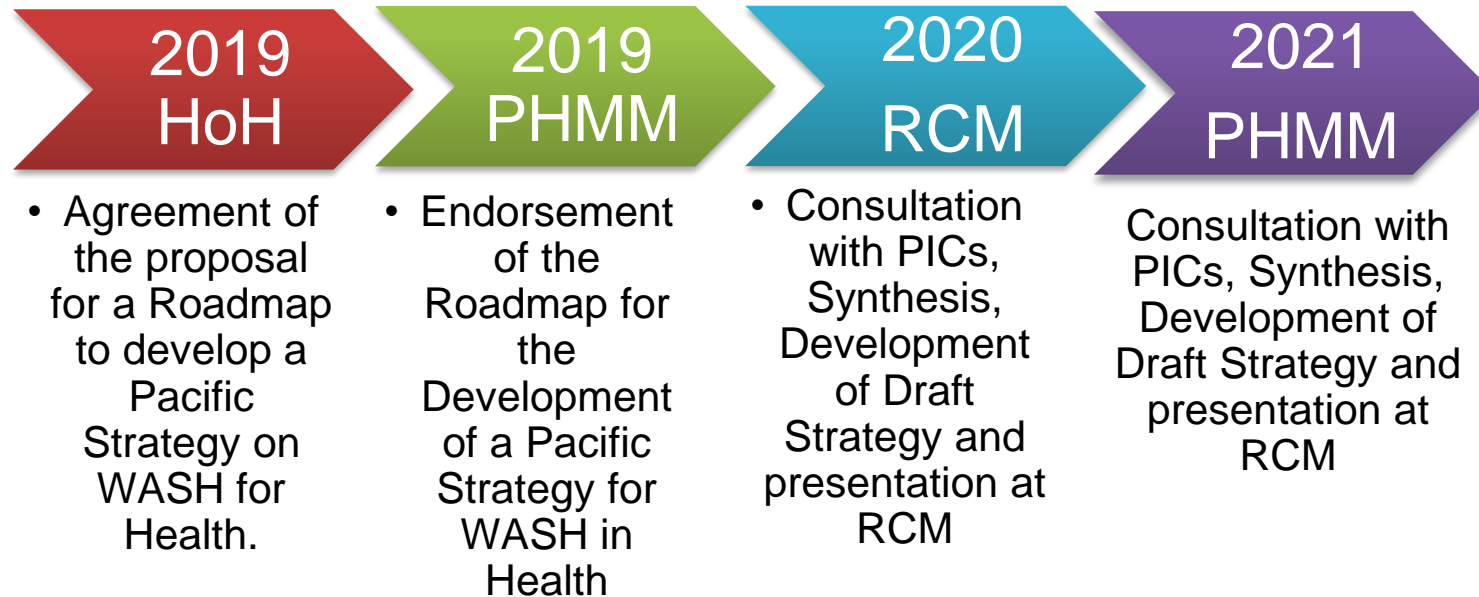 2019
HoH
• Agreement of
the proposal
for a Roadmap
to develop a
Pacific
Strategy on
WASH for
Health.
2019
PHMM
• Endorsement
of the
Roadmap for
the
Development
of a Pacific
Strategy for
WASH in
Health
2020
RCM
• Consultation
with PICs,
Synthesis,
Development
of Draft
Strategy and
presentation at
RCM
2021
PHMM
Consultation with
PICs, Synthesis,
Development of
Draft Strategy and
presentation at
RCM